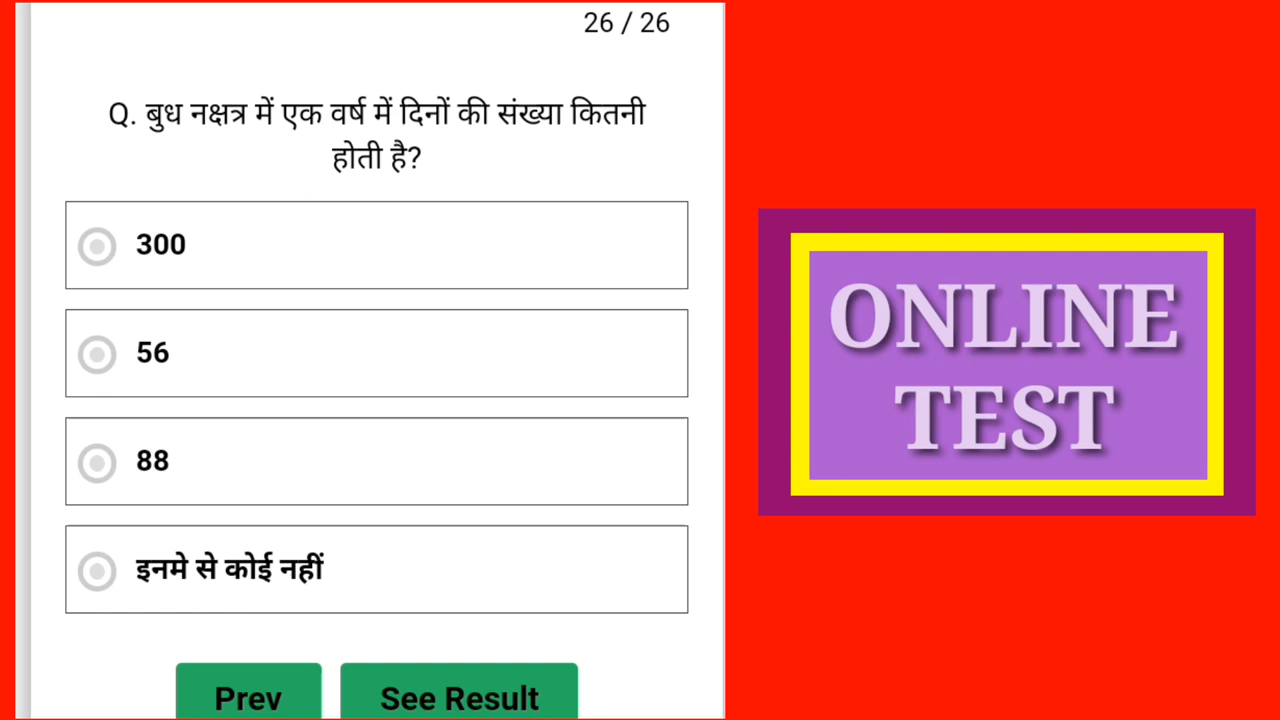 26 / 26
Q. बुध नक्षत्र में एक वर्ष में दिनों की संख्या कितनी
होती है?
300
56
88
इनमे से कोई नहीं
Prev
See Result
ONLINE
TEST